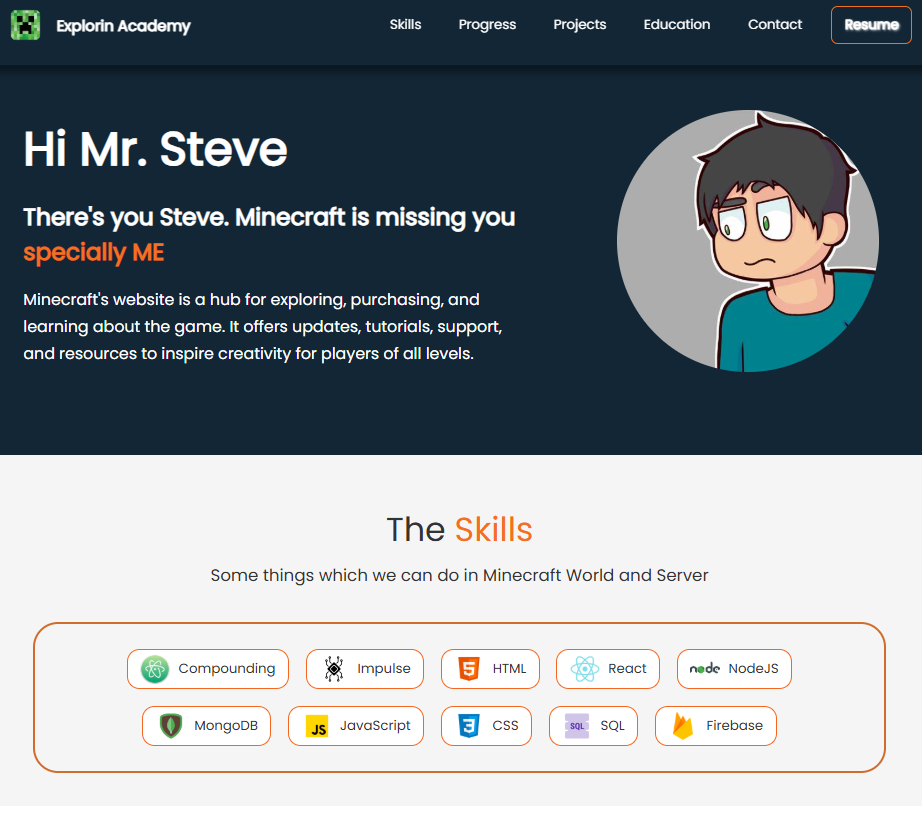 Explorin Academy
Skills
Progress
Projects
Education
Contact
Resume
Hi Mr. Steve
There's you Steve. Minecraft is missing you
specially ME
Minecraft's website is a hub for exploring, purchasing, and
learning about the game. It offers updates, tutorials, support,
and resources to inspire creativity for players of all levels.
The Skills
Some things which we can do in Minecraft World and Server
Compounding
Impulse
HTML
React
node NodeJS
MongoDB
JS JavaScript
CSS
SQL SQL
Firebase